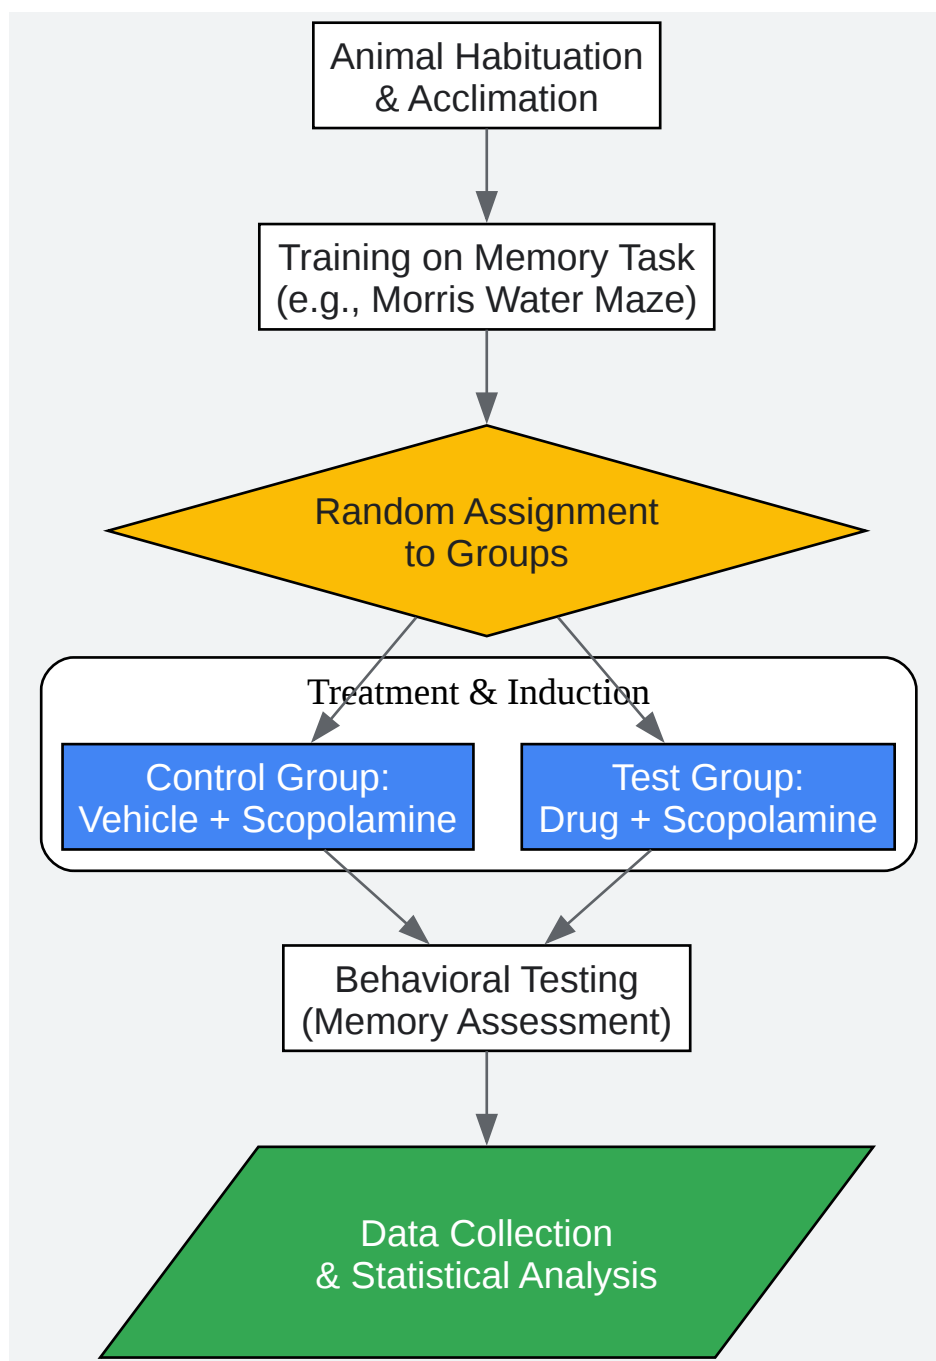 Animal Habituation
& Acclimation
Training on Memory Task
(e.g., Morris Water Maze)
Random Assignment
to Groups
Treatment & Induction
Control Group:
Vehicle + Scopolamine
Test Group:
Drug + Scopolamine
Behavioral Testing
(Memory Assessment)
Data Collection
& Statistical Analysis